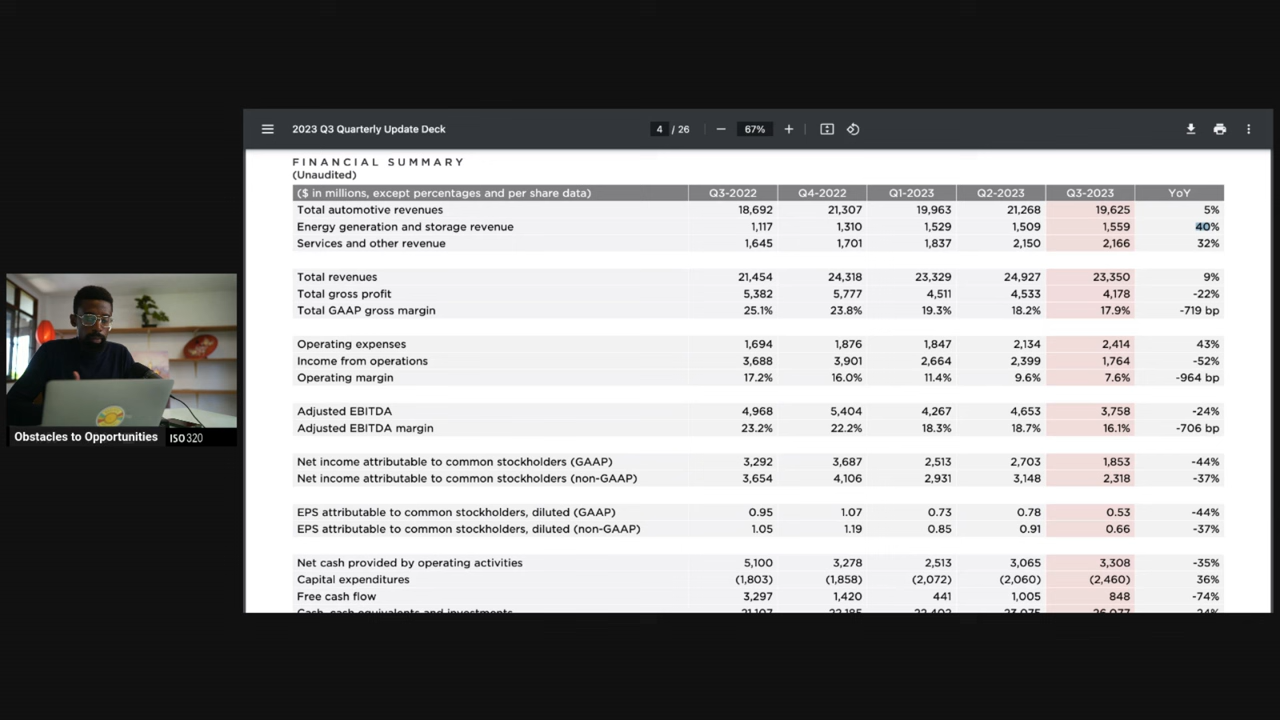 2023 Q3 Quarterly Update Deck
4 / 26
67%
FINANCIAL SUMMARY
(Unaudited)
($ in millions, except percentages and per share data) Q3-2022 Q4-2022 Q1-2023 Q2-2023 Q3-2023 YoY
Total automotive revenues 18,692 21,307 19,963 21,268 19,625 5%
Energy generation and storage revenue 1,117 1,310 1,529 1,509 1,559 40%
Services and other revenue 1,645 1,701 1,837 2,150 2,166 32%
Total revenues 21,454 24,318 23,329 24,927 23,350 9%
Total gross profit 5,382 5,777 4,511 4,533 4,178 -22%
Total GAAP gross margin 25.1% 23.8% 19.3% 18.2% 17.9% -719 bp
Operating expenses 1,694 1,876 1,847 2,134 2,414 43%
Income from operations 3,688 3,901 2,664 2,399 1,764 -52%
Operating margin 17.2% 16.0% 11.4% 9.6% 7.6% -964 bp
Adjusted EBITDA 4,968 5,404 4,267 4,653 3,758 -24%
Adjusted EBITDA margin 23.2% 22.2% 18.3% 18.7% 16.1% -706 bp
Net income attributable to common stockholders (GAAP) 3,292 3,687 2,513 2,703 1,853 -44%
Net income attributable to common stockholders (non-GAAP) 3,654 4,106 2,931 3,148 2,318 -37%
EPS attributable to common stockholders, diluted (GAAP) 0.95 1.07 0.73 0.78 0.53 -44%
EPS attributable to common stockholders, diluted (non-GAAP) 1.05 1.19 0.85 0.91 0.66 -37%
Net cash provided by operating activities 5,100 3,278 2,513 3,065 3,308 -35%
Capital expenditures (1,803) (1,858) (2,072) (2,060) (2,460) 36%
Free cash flow 3,297 1,420 441 1,005 848 -74%
Cash, cash equivalents and investments
Obstacles to Opportunities ISO 320